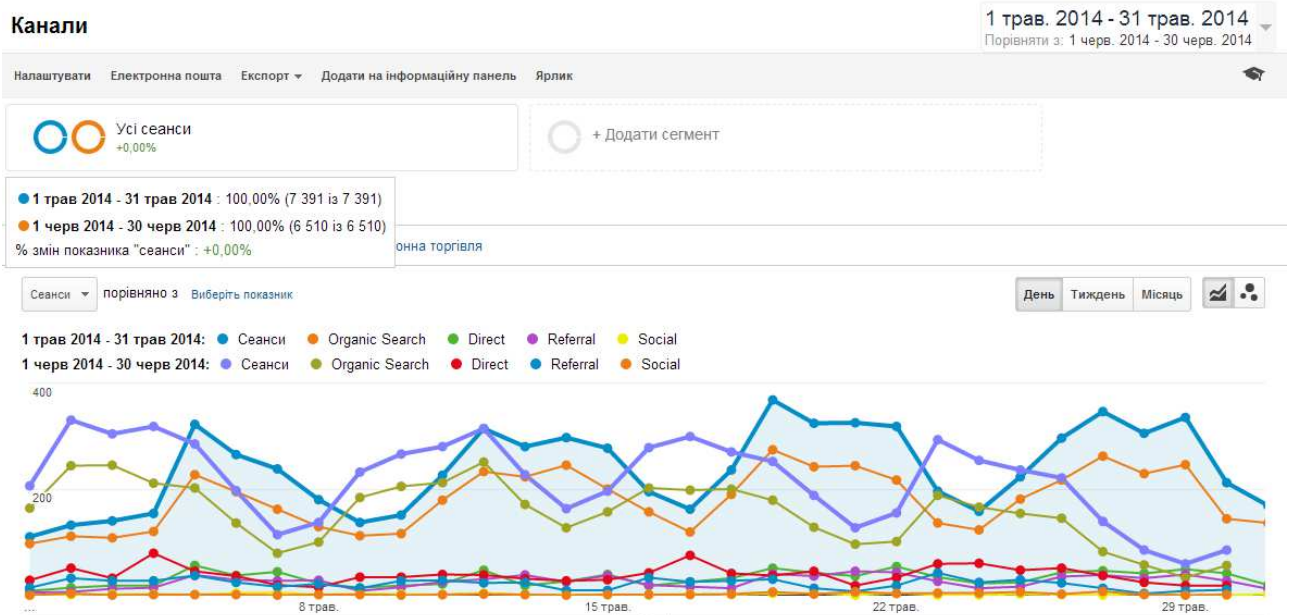 Канали
1 трав. 2014 - 31 трав. 2014
Порівняти з: 1 черв. 2014 - 30 черв. 2014
Налаштувати Електронна пошта Експорт Додати на інформаційну панель Ярлик
Усі сеанси
+0,00%
+ Додати сегмент
1 трав 2014 - 31 трав 2014 : 100,00% (7 391 із 7 391)
1 черв 2014 - 30 черв 2014 : 100,00% (6 510 із 6 510)
% змін показника "сеанси" : +0,00%
онна торгівля
Сеанси порівняно з Виберіть показник
День Тиждень Місяць
1 трав 2014 - 31 трав 2014: Сеанси Organic Search Direct Referral Social
1 черв 2014 - 30 черв 2014: Сеанси Organic Search Direct Referral Social
400
200
... 8 трав. 15 трав. 22 трав. 29 трав.